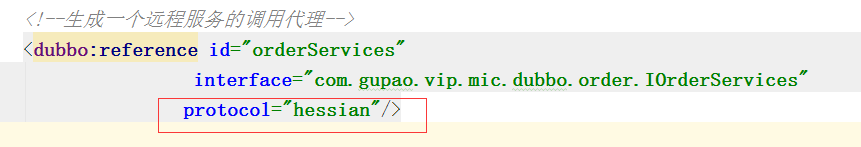 <!--生成一个远程服务的调用代理-->
<dubbo:reference id="orderServices"
interface="com.gupao.vip.mic.dubbo.order.IOrderServices"
protocol="hessian"/>